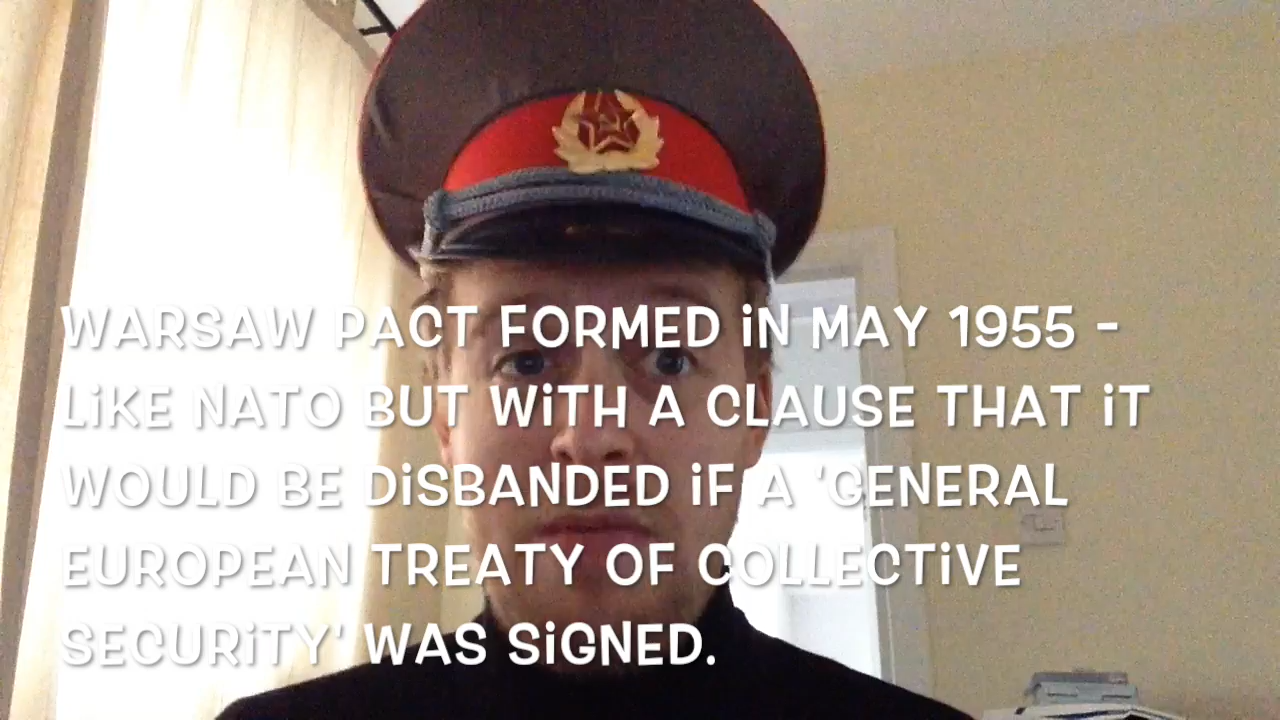 WARSAW PACT FORMED iN MAY 1955 -
LiKE NATO BUT WiTH A CLAUSE THAT iT
WOULD BE DiSBANDED iF A 'GENERAL
EUROPEAN TREATY OF COLLECTiVE
SECURiTY' WAS SiGNED.